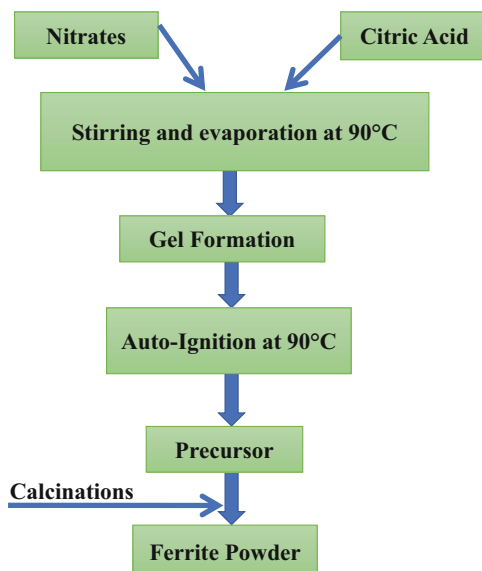 Nitrates
Citric Acid
Stirring and evaporation at 90°C
Gel Formation
Auto-Ignition at 90°C
Precursor
Calcinations
Ferrite Powder